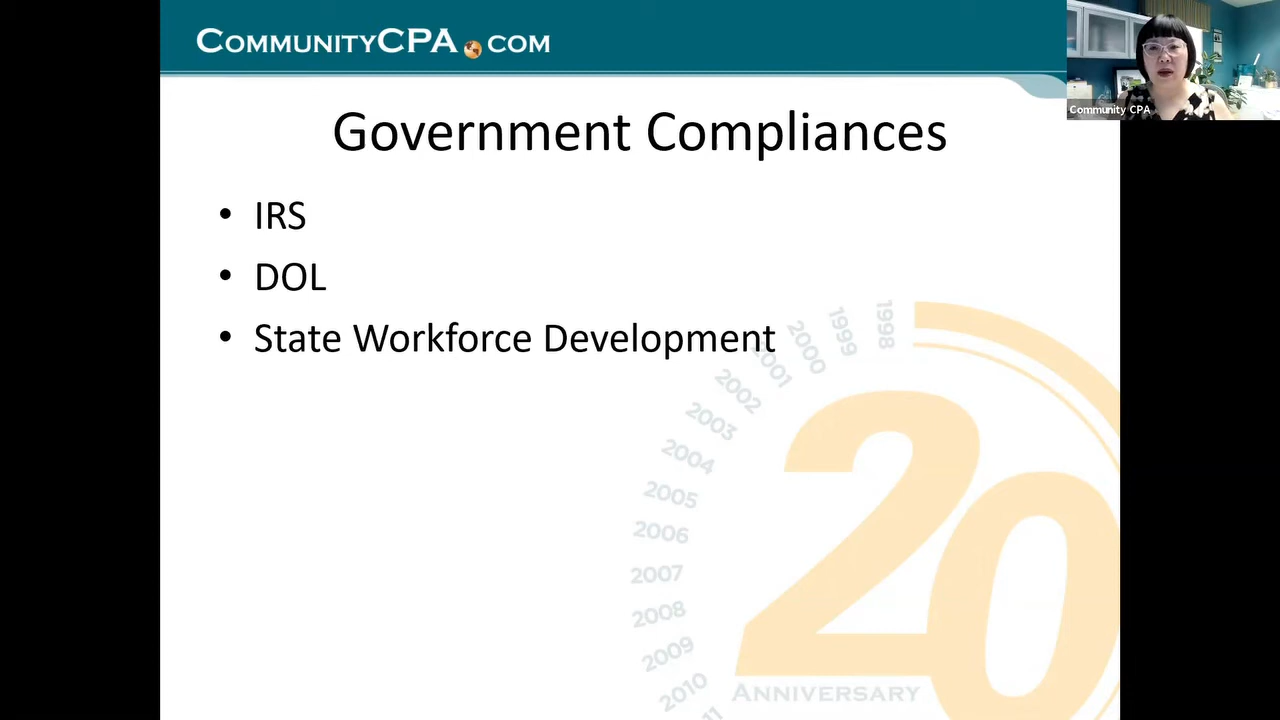 COMMUNITYCPA COM
Community CPA
Government Compliances
• IRS
• DOL
• State Workforce Development
1998
1999
2000
2001
2002
2003
2004
2005
2006
2007
2008
2009
2010
11
20
ANNIVERSARY